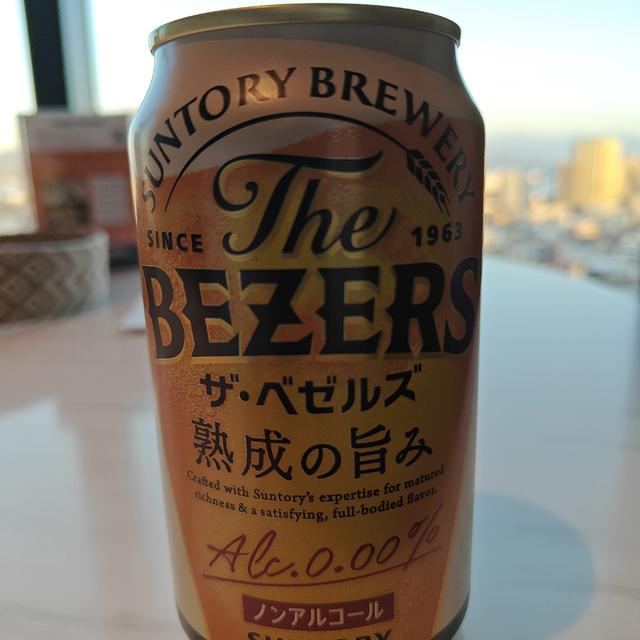 SUNTORY BREWERY
The
SINCE 1963
BEZERS
ザ・ベゼルズ
熟成の旨み
Crafted with Suntory's expertise for matured
richness & a satisfying, full-bodied flavor.
Alc.0.00%
ノンアルコール
SUNTORY